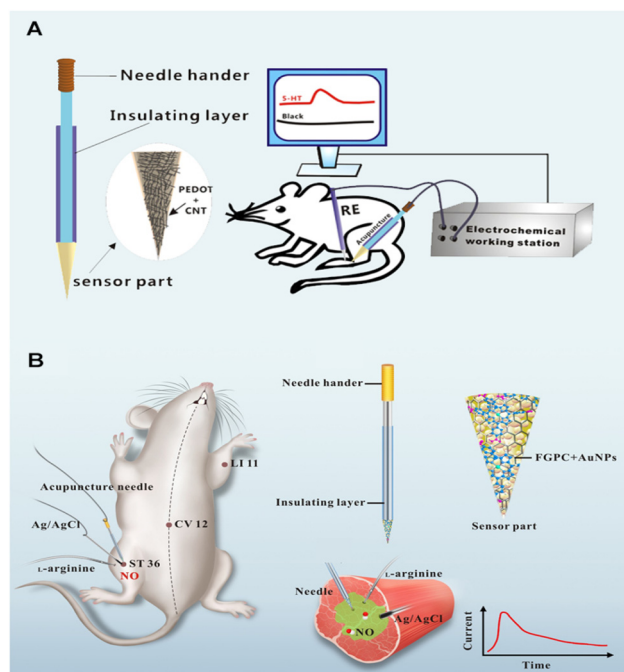 A
Needle hander
Insulating layer
PEDOT
+
CNT
sensor part
5-HT
Black
RE
Acupuncture
Electrochemical
working station
B
Acupuncture needle
Ag/AgCl
L-arginine
ST 36
NO
CV 12
LI 11
Needle hander
Insulating layer
FGPC+AuNPs
Sensor part
L-arginine
Needle
Ag/AgCl
NO
Current
Time